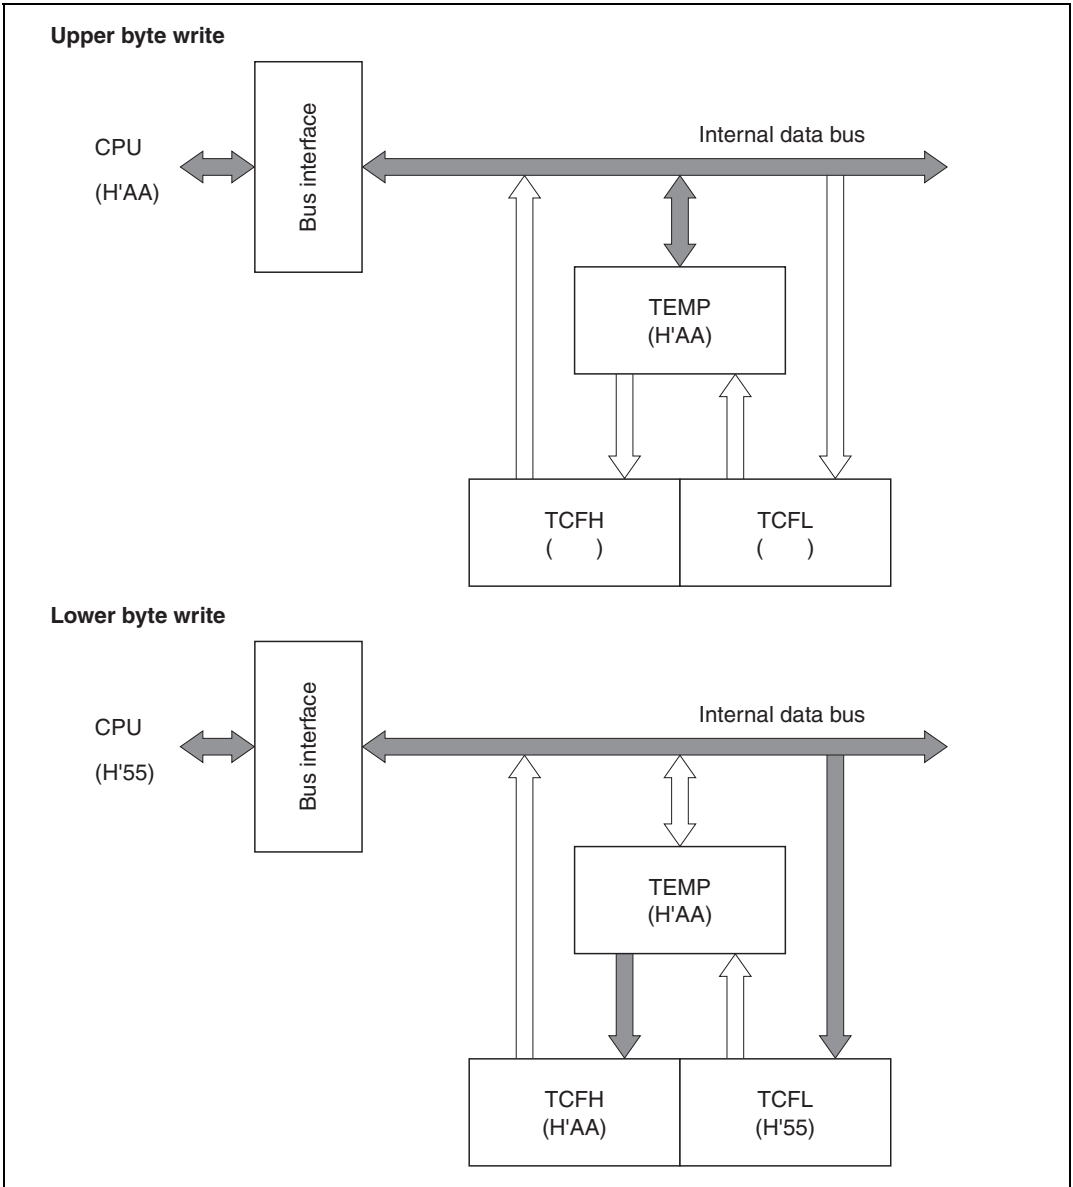 Upper byte write
CPU
(H'AA)
Bus interface
Internal data bus
TEMP
(H'AA)
TCFH
(    )
TCFL
(    )
Lower byte write
CPU
(H'55)
Bus interface
Internal data bus
TEMP
(H'AA)
TCFH
(H'AA)
TCFL
(H'55)